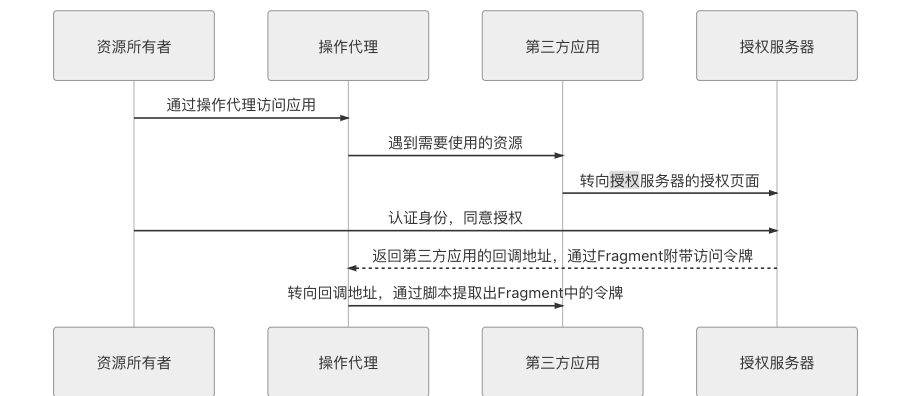 资源所有者
操作代理
第三方应用
授权服务器
通过操作代理访问应用
遇到需要使用的资源
转向授权服务器的授权页面
认证身份，同意授权
返回第三方应用的回调地址，通过Fragment附带访问令牌
转向回调地址，通过脚本提取出Fragment中的令牌
资源所有者
操作代理
第三方应用
授权服务器